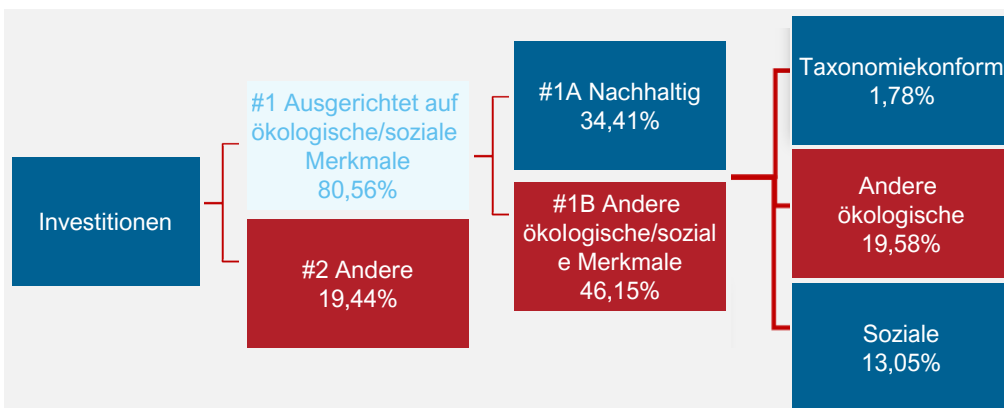 Investitionen
#1 Ausgerichtet auf
ökologische/soziale
Merkmale
80,56%
#2 Andere
19,44%
#1A Nachhaltig
34,41%
#1B Andere
ökologische/sozial
e Merkmale
46,15%
Taxonomiekonform
1,78%
Andere
ökologische
19,58%
Soziale
13,05%